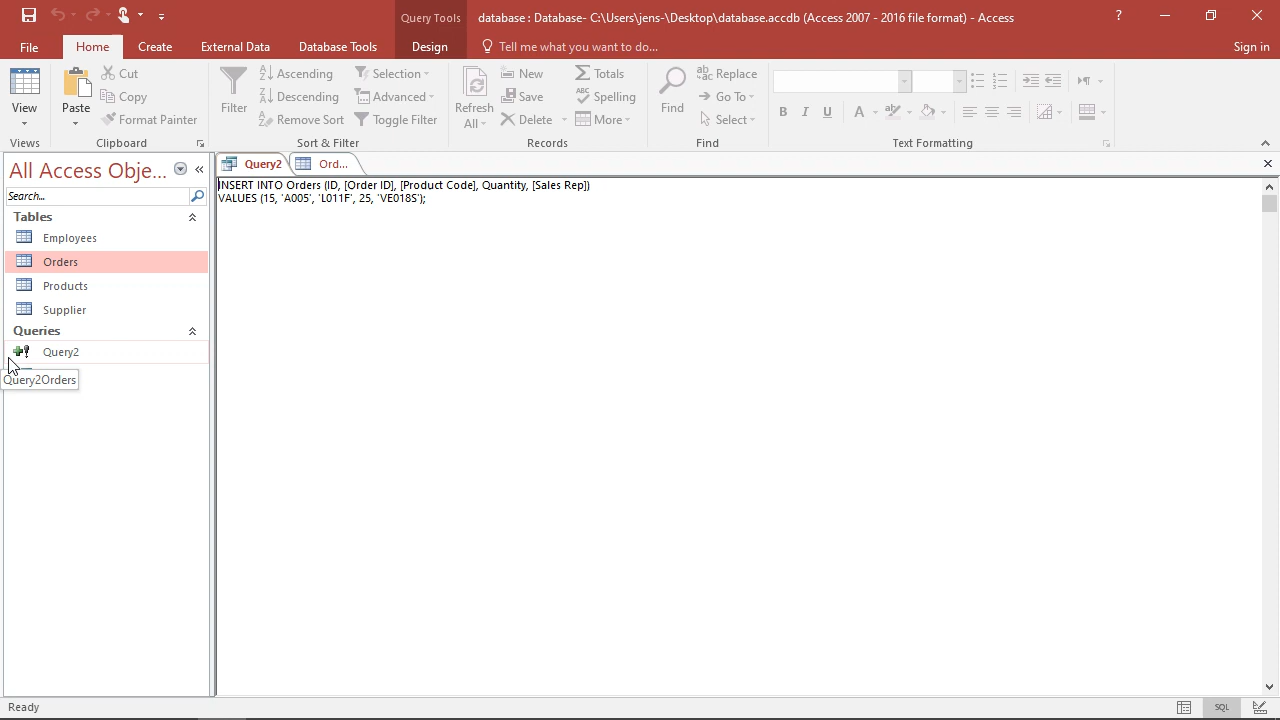 Query Tools
database : Database- C:\Users\jens-\Desktop\database.accdb (Access 2007 - 2016 file format) - Access
?
File
Home
Create
External Data
Database Tools
Design
Tell me what you want to do...
Sign in
View
Views
Paste
Cut
Copy
Format Painter
Clipboard
Filter
Ascending
Descending
Remove Sort
Selection
Advanced
Toggle Filter
Sort & Filter
Refresh
All
New
Save
Delete
Totals
Spelling
More
Records
Find
Replace
Go To
Select
Find
B I U
Text Formatting
All Access Obje...
Search...
Tables
Employees
Orders
Products
Supplier
Queries
Query2
Query2Orders
Query2
Ord...
INSERT INTO Orders (ID, [Order ID], [Product Code], Quantity, [Sales Rep])
VALUES (15, 'A005', 'L011F', 25, 'VE018S');
Ready
SQL